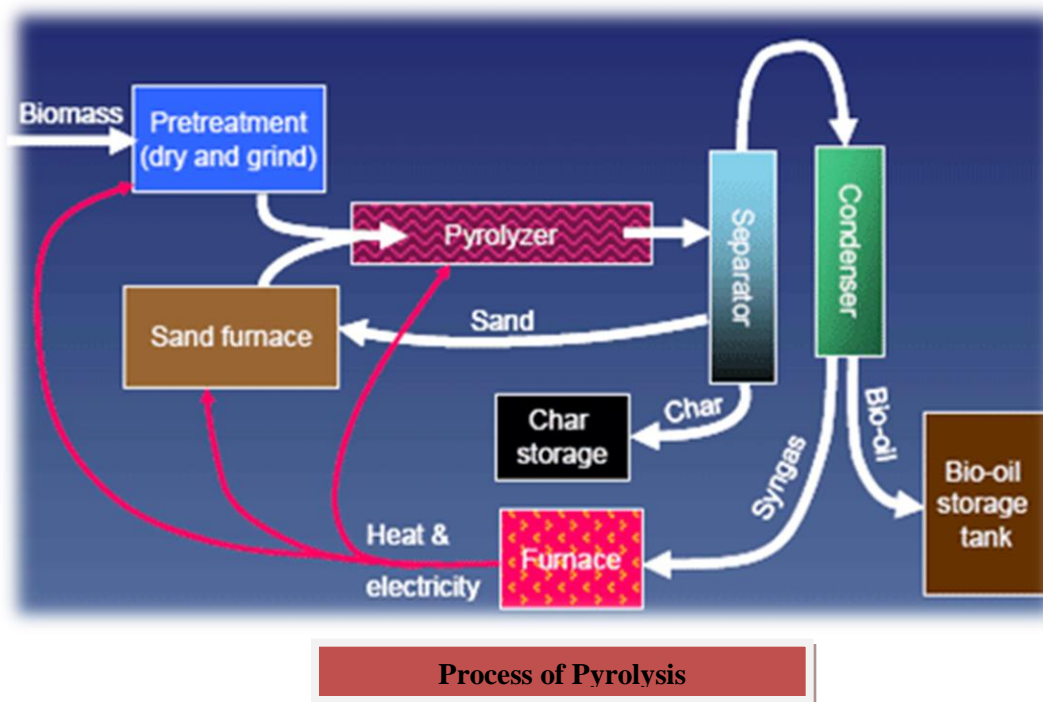 Biomass
Pretreatment
(dry and grind)
Pyrolyzer
Separator
Condenser
Sand furnace
Sand
Char
Char
storage
Syngas
Bio-oil
Bio-oil
storage
tank
Heat &
electricity
Furnace
Process of Pyrolysis